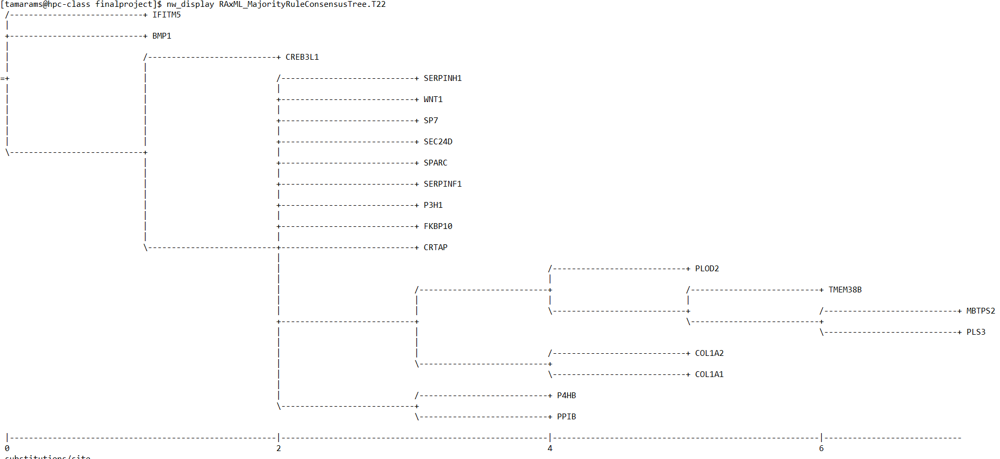 [tamarams@hpc-class finalproject]$ nw_display RAxML_MajorityRuleConsensusTree.T22
IFITM5
BMP1
CREB3L1
SERPINH1
WNT1
SP7
SEC24D
SPARC
SERPINF1
P3H1
FKBP10
CRTAP
PLOD2
TMEM38B
MBTPS2
PLS3
COL1A2
COL1A1
P4HB
PPIB
0 2 4 6
substitutions/site